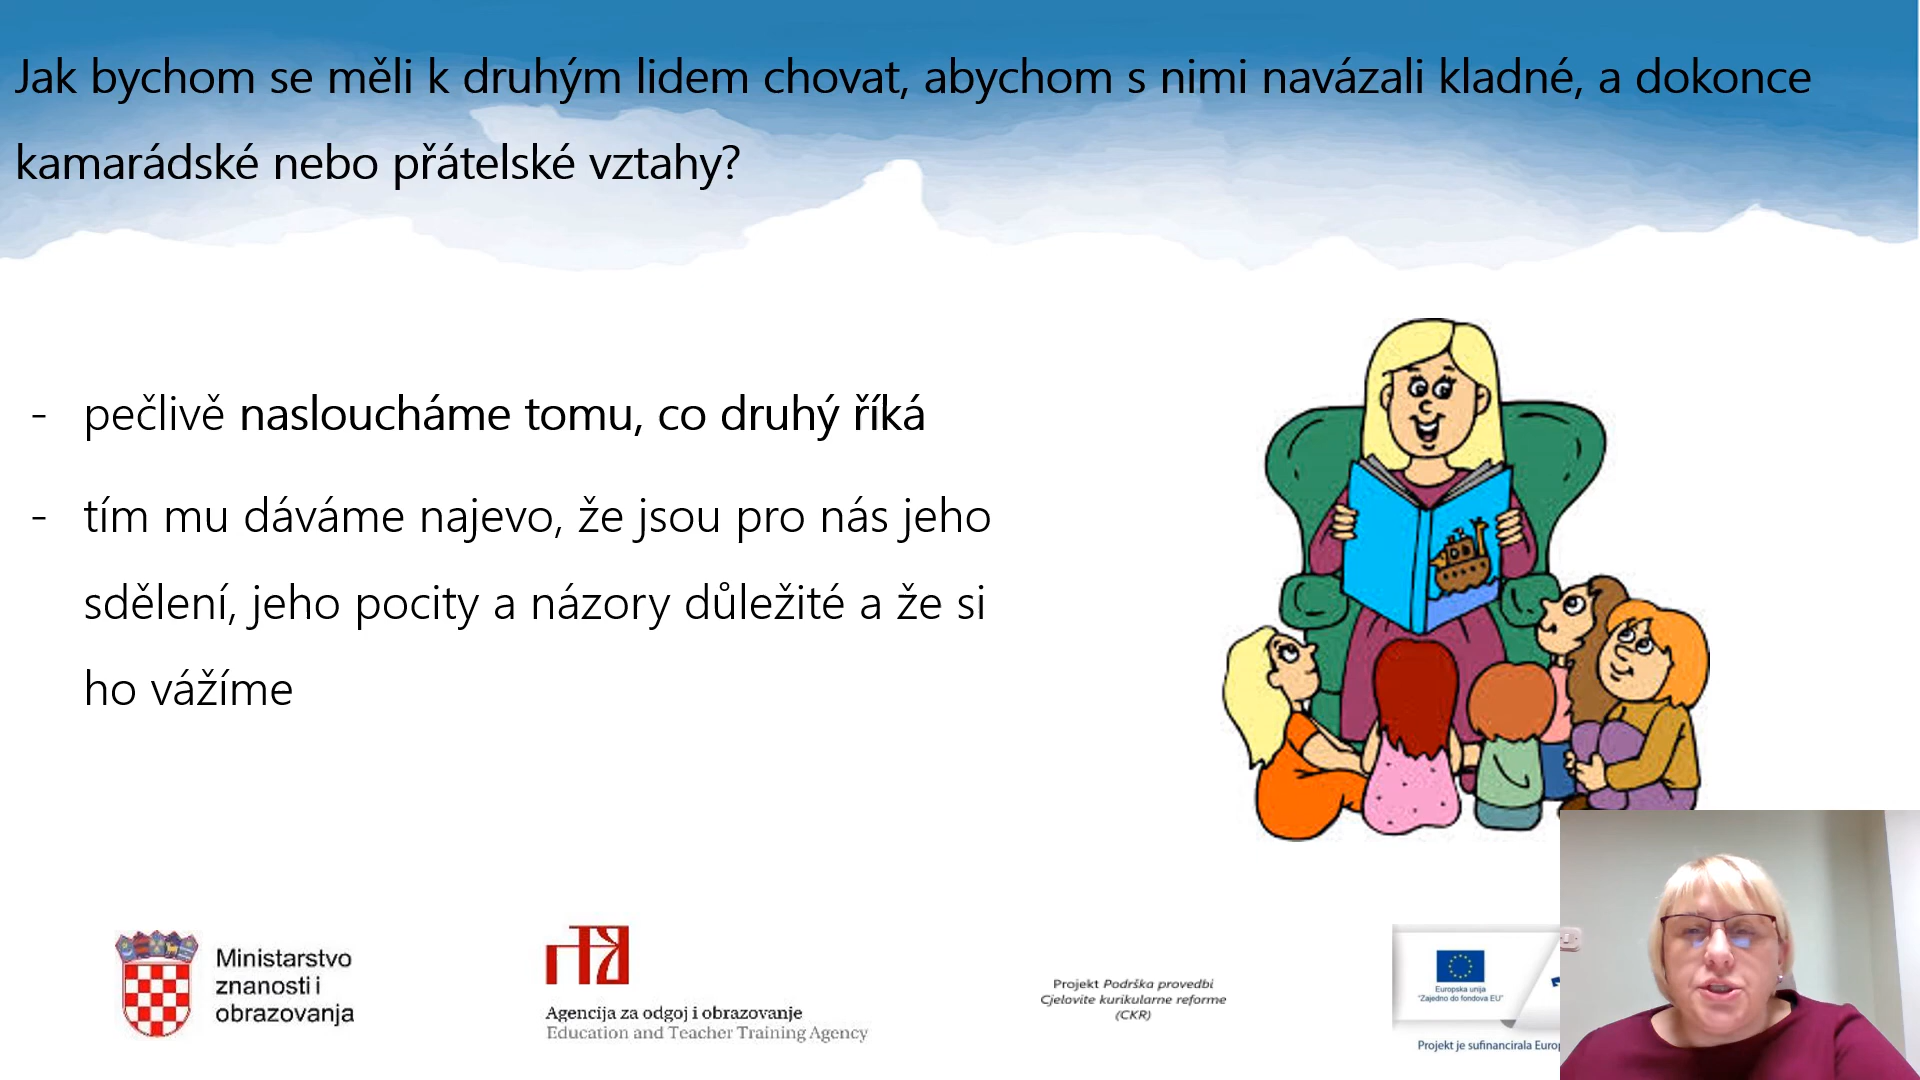 Jak bychom se měli k druhým lidem chovat, abychom s nimi navázali kladné, a dokonce
kamarádské nebo přátelské vztahy?
- pečlivě nasloucháme tomu, co druhý říká
- tím mu dáváme najevo, že jsou pro nás jeho
sdělení, jeho pocity a názory důležité a že si
ho vážíme
Ministarstvo
znanosti i
obrazovanja
Agencija za odgoj i obrazovanje
Education and Teacher Training Agency
Projekt Podrška provedbi
Cjelovite kurikularne reforme
(CKR)
Europska unija
"Zajedno do fondova EU"
Projekt je sufinancirala